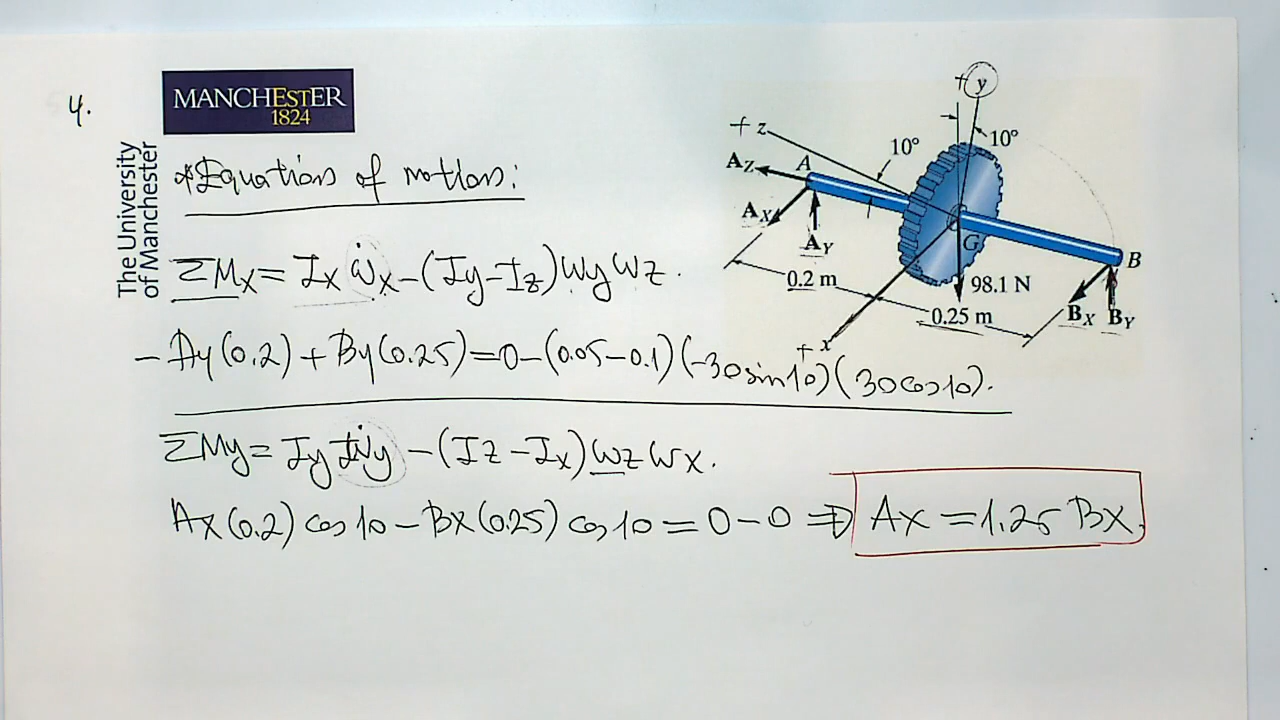 4.
MANCHESTER
1824
The University
of Manchester
*Equations of motions:
ΣMx = Ix ω̇x - (Iy - Iz) ωy ωz.
- Ay(0.2) + By(0.25) = 0 - (0.05 - 0.1)(-30 sin 10)(30 cos 10).
ΣMy = Iy ω̇y - (Iz - Ix) ωz ωx.
Ax(0.2) cos 10 - Bx(0.25) cos 10 = 0 - 0 ⇒ Ax = 1.25 Bx.
+ y
+ z
10°
10°
Az
A
Ax
Ay
G
B
0.2 m
98.1 N
0.25 m
Bx
By
+ x